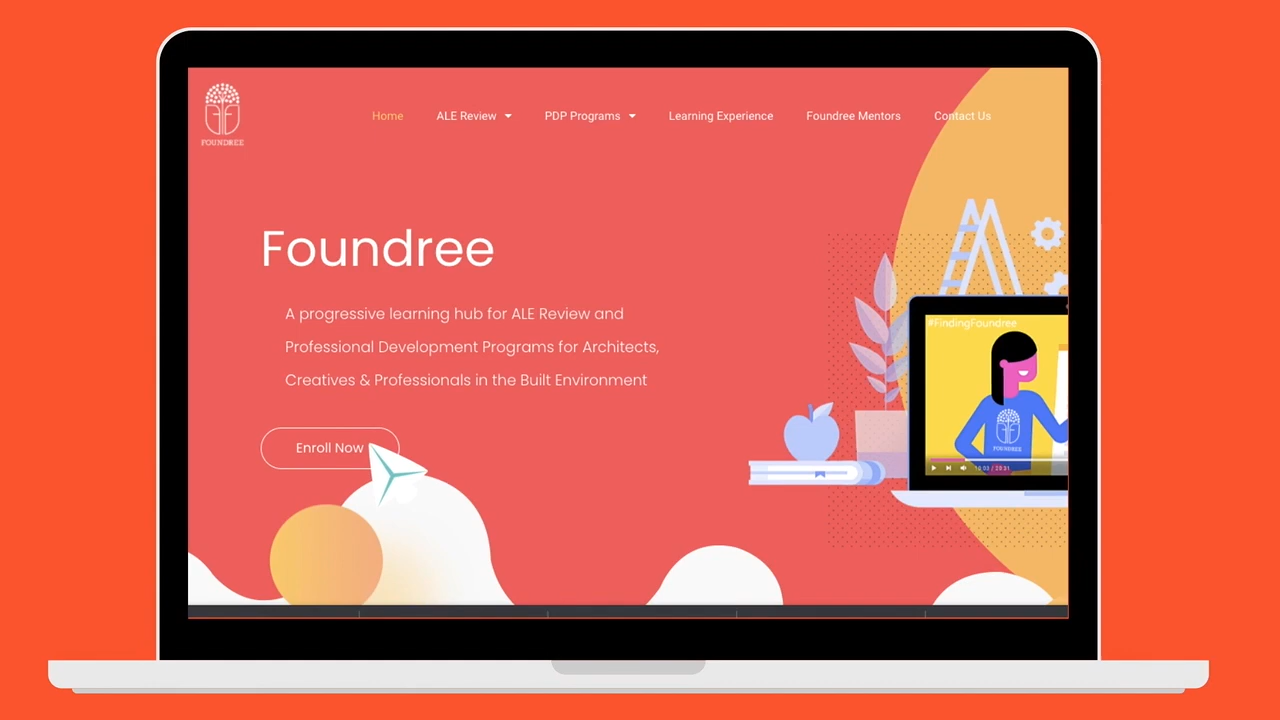 FOUNDREE
Home ALE Review PDP Programs Learning Experience Foundree Mentors Contact Us
Foundree
A progressive learning hub for ALE Review and
Professional Development Programs for Architects,
Creatives & Professionals in the Built Environment
Enroll Now
#FindingFoundree
FOUNDREE